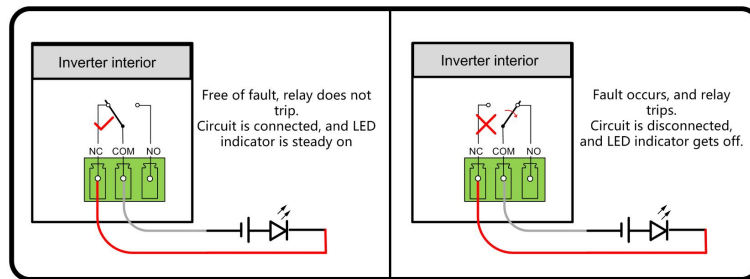 Inverter interior
Free of fault, relay does not
trip.
Circuit is connected, and LED
indicator is steady on
NC COM NO
Inverter interior
Fault occurs, and relay
trips.
Circuit is disconnected,
and LED indicator gets off.
NC COM NO